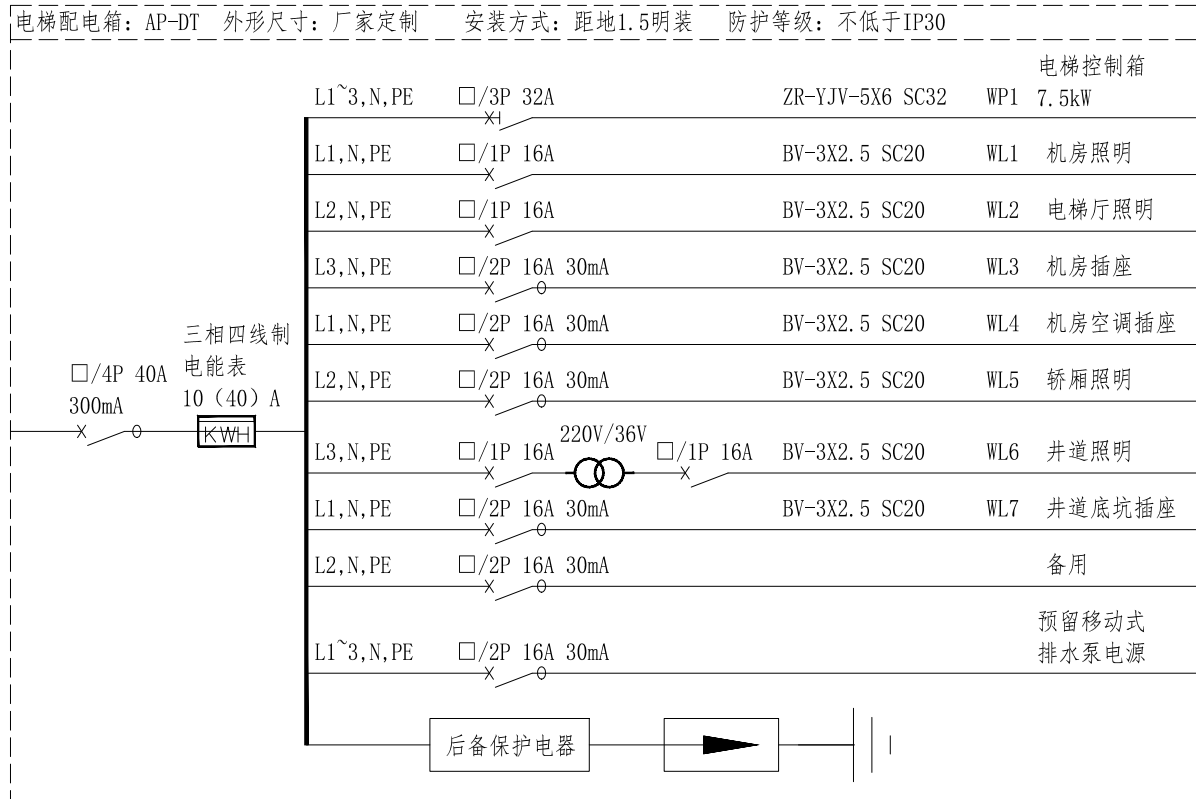 电梯配电箱：AP-DT 外形尺寸：厂家定制 安装方式：距地1.5明装 防护等级：不低于IP30
电梯控制箱
L1~3,N,PE □/3P 32A ZR-YJV-5X6 SC32 WP1 7.5kW
L1,N,PE □/1P 16A BV-3X2.5 SC20 WL1 机房照明
L2,N,PE □/1P 16A BV-3X2.5 SC20 WL2 电梯厅照明
L3,N,PE □/2P 16A 30mA BV-3X2.5 SC20 WL3 机房插座
L1,N,PE □/2P 16A 30mA BV-3X2.5 SC20 WL4 机房空调插座
L2,N,PE □/2P 16A 30mA BV-3X2.5 SC20 WL5 轿厢照明
□/4P 40A
300mA
三相四线制
电能表
10（40）A
KWH
220V/36V
L3,N,PE □/1P 16A □/1P 16A BV-3X2.5 SC20 WL6 井道照明
L1,N,PE □/2P 16A 30mA BV-3X2.5 SC20 WL7 井道底坑插座
L2,N,PE □/2P 16A 30mA 备用
预留移动式
L1~3,N,PE □/2P 16A 30mA 排水泵电源
后备保护电器